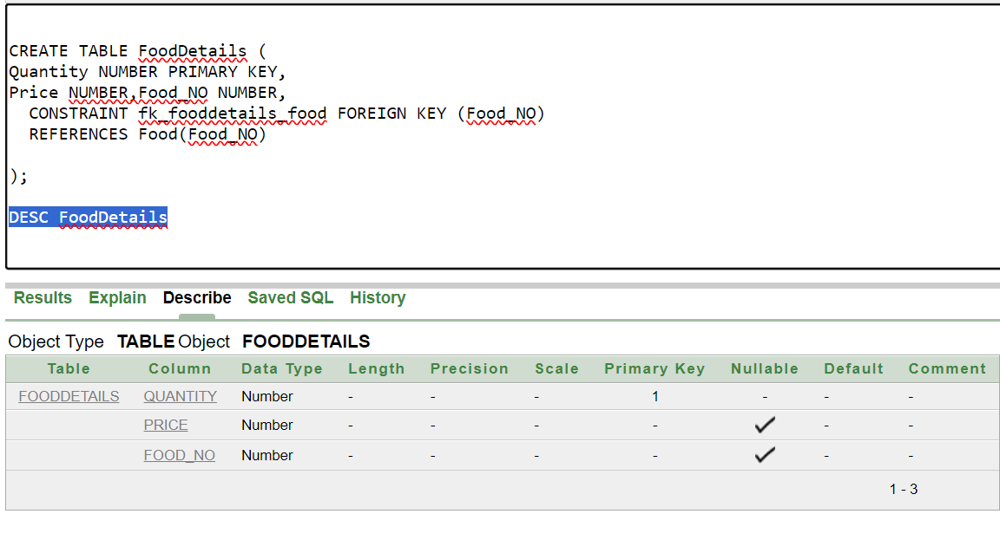 CREATE TABLE FoodDetails (
Quantity NUMBER PRIMARY KEY,
Price NUMBER,Food_NO NUMBER,
CONSTRAINT fk_fooddetails_food FOREIGN KEY (Food_NO)
REFERENCES Food(Food_NO)
);
DESC FoodDetails
Results Explain Describe Saved SQL History
Object Type TABLE Object FOODDETAILS
Table Column Data Type Length Precision Scale Primary Key Nullable Default Comment
FOODDETAILS QUANTITY Number - - - 1 - - -
PRICE Number - - - - ✓ - -
FOOD_NO Number - - - - ✓ - -
1 - 3